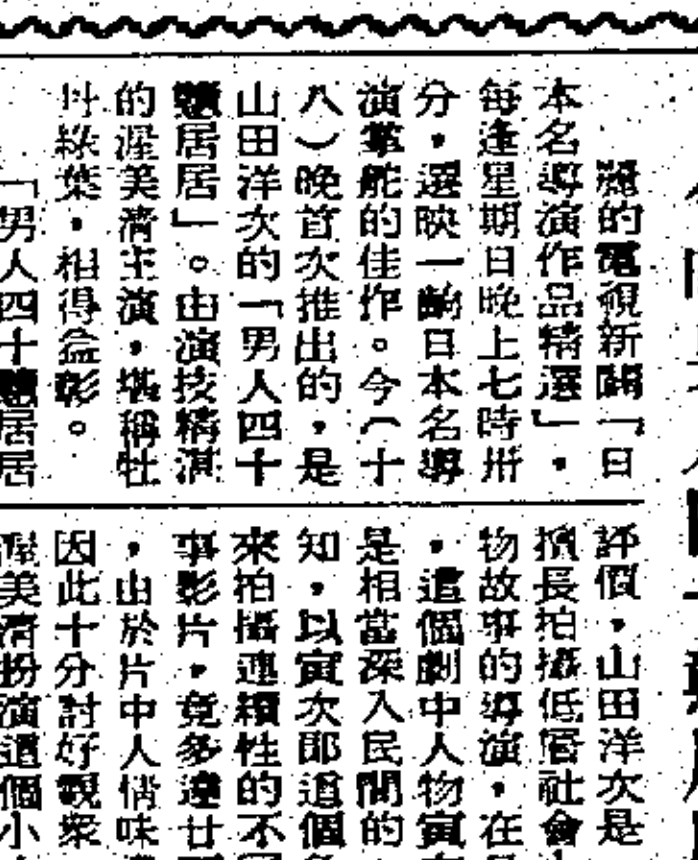 麗的電視新闢「日
本名導演作品精選」,
每逢星期日晚上七時卅
分,選映一齣日本名導
演掌舵的佳作。今(十
八)晚首次推出的,是
山田洋次的「男人四十
戇居居」。由演技精湛
的渥美清主演,堪稱牡
丹綠葉,相得益彰。
「男人四十戇居居
評價,山田洋次是
擅長拍攝低層社會
物故事的導演,在
,這個劇中人物寅
是相當深入民間的
知,以寅次郎這個
來拍攝連續性的不
事影片,竟多達廿
,由於片中人情味
因此十分討好觀眾
渥美清扮演這個小